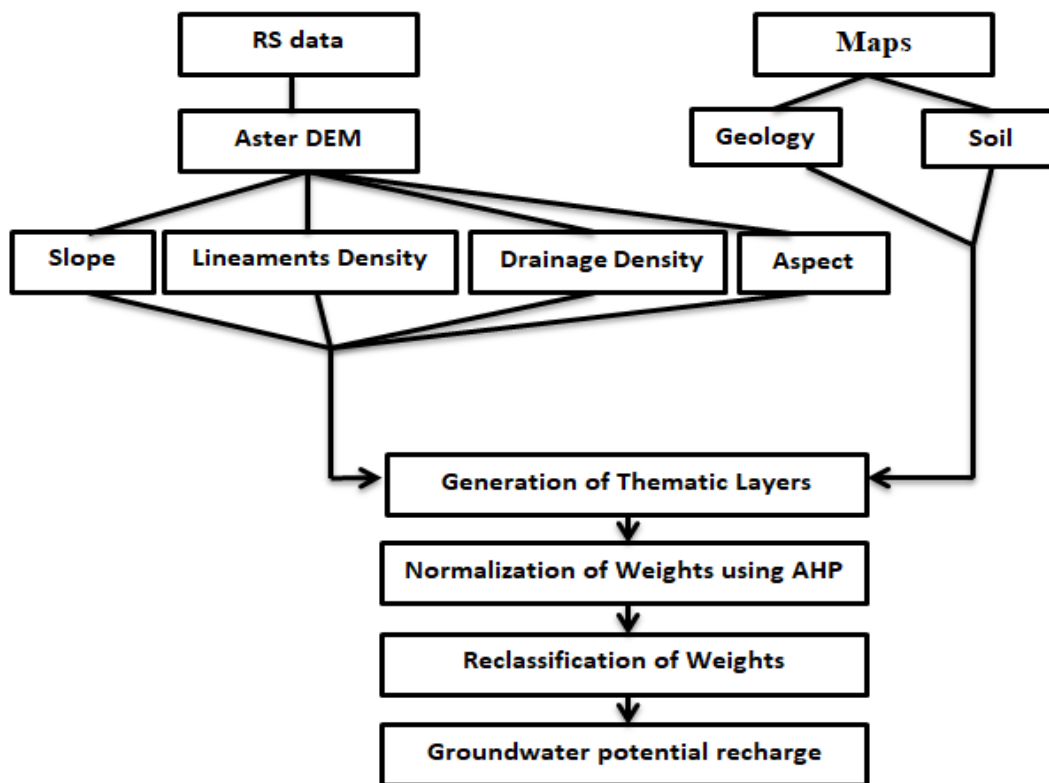 RS data
Maps
Aster DEM
Geology
Soil
Slope
Lineaments Density
Drainage Density
Aspect
Generation of Thematic Layers
Normalization of Weights using AHP
Reclassification of Weights
Groundwater potential recharge